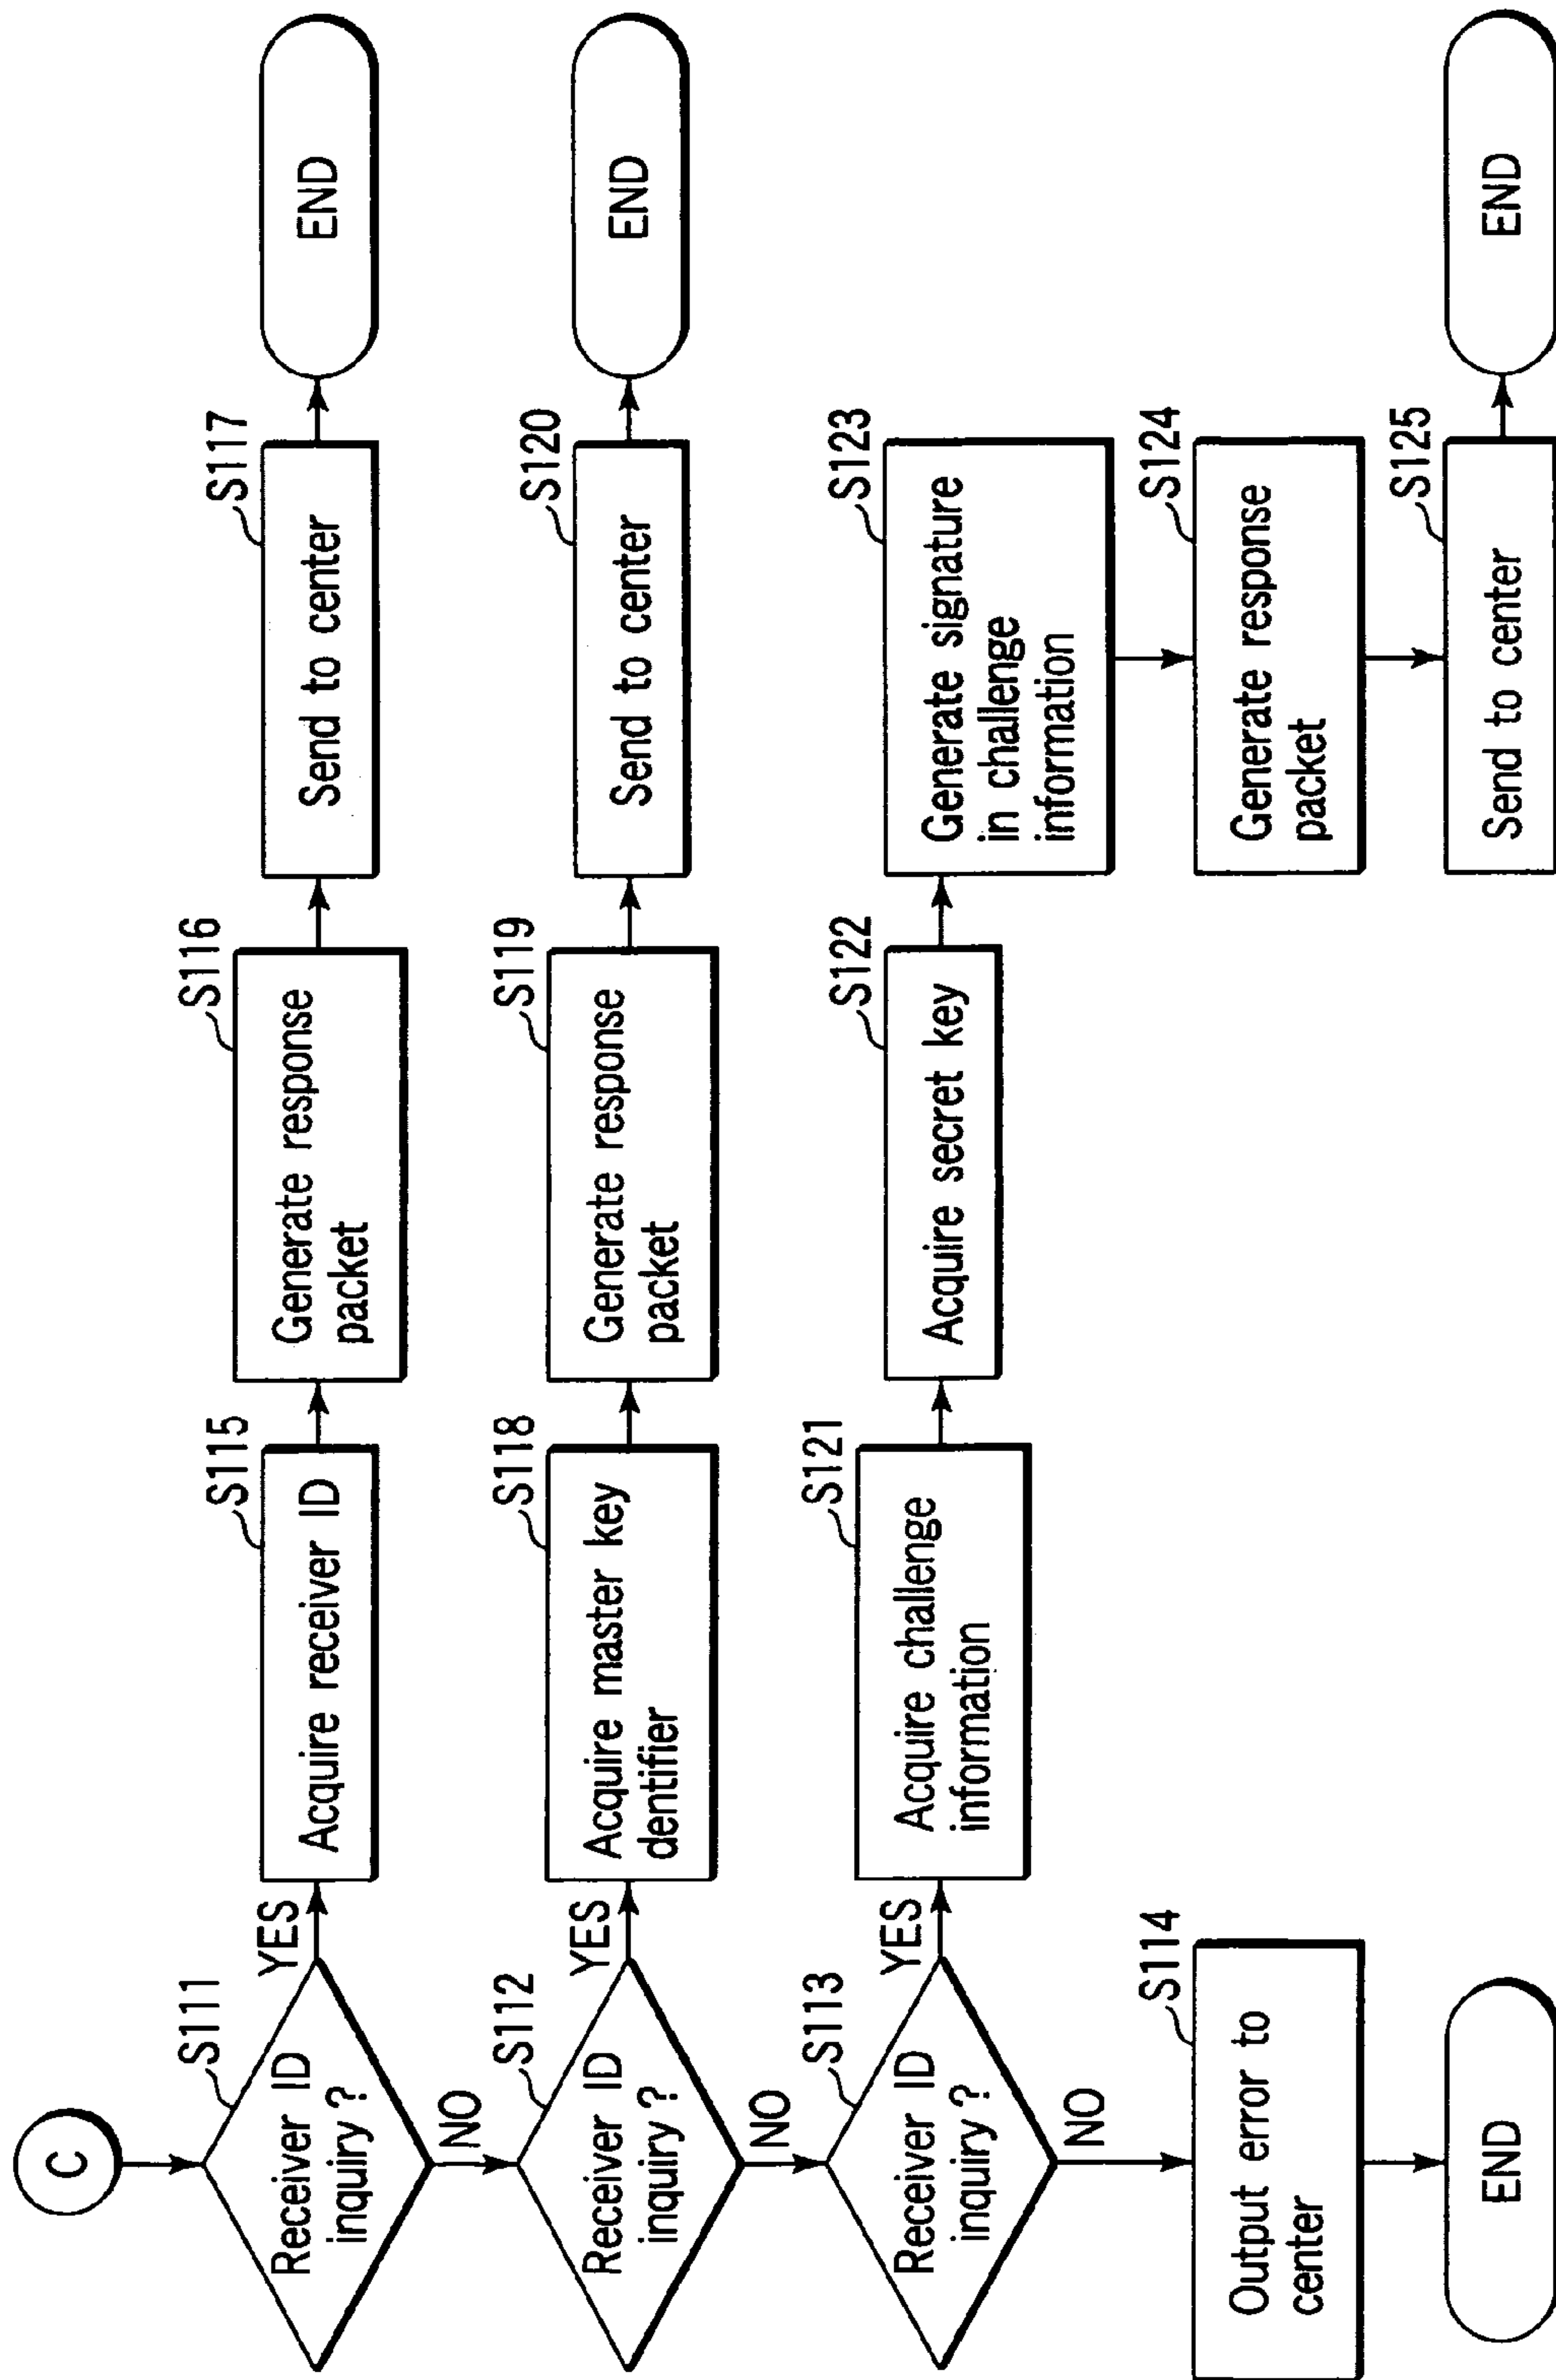 C
S111
Receiver ID
inquiry ?
YES
NO
S115
Acquire receiver ID
S116
Generate response
packet
S117
Send to center
END
S112
Receiver ID
inquiry ?
YES
NO
S118
Acquire master key
dentifier
S119
Generate response
packet
S120
Send to center
END
S113
Receiver ID
inquiry ?
YES
NO
S121
Acquire challenge
information
S122
Acquire secret key
S123
Generate signature
in challenge
information
S114
Output error to
center
S124
Generate response
packet
END
S125
Send to center
END